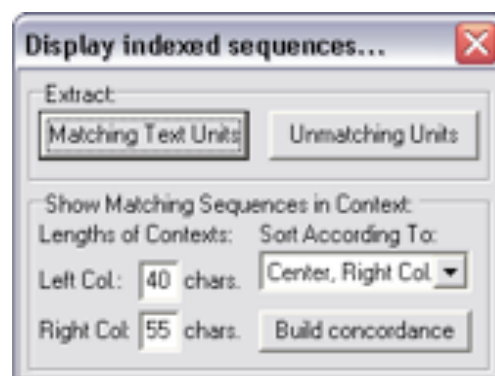 Display indexed sequences...
Extract:
Matching Text Units Unmatching Units
Show Matching Sequences in Context:
Lengths of Contexts: Sort According To:
Left Col.: 40 chars. Center, Right Col.
Right Col: 55 chars. Build concordance